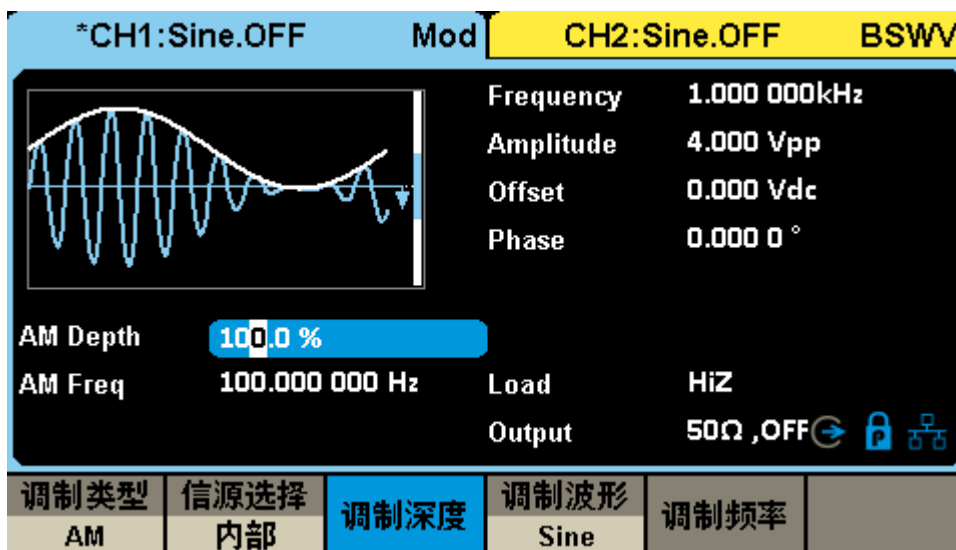 *CH1:Sine.OFF Mod CH2:Sine.OFF BSWV
Frequency 1.000 000kHz
Amplitude 4.000 Vpp
Offset 0.000 Vdc
Phase 0.000 0 °
AM Depth 100.0 %
AM Freq 100.000 000 Hz Load HiZ
Output 50Ω ,OFF P
调制类型 信源选择 调制深度 调制波形 调制频率
AM 内部 Sine